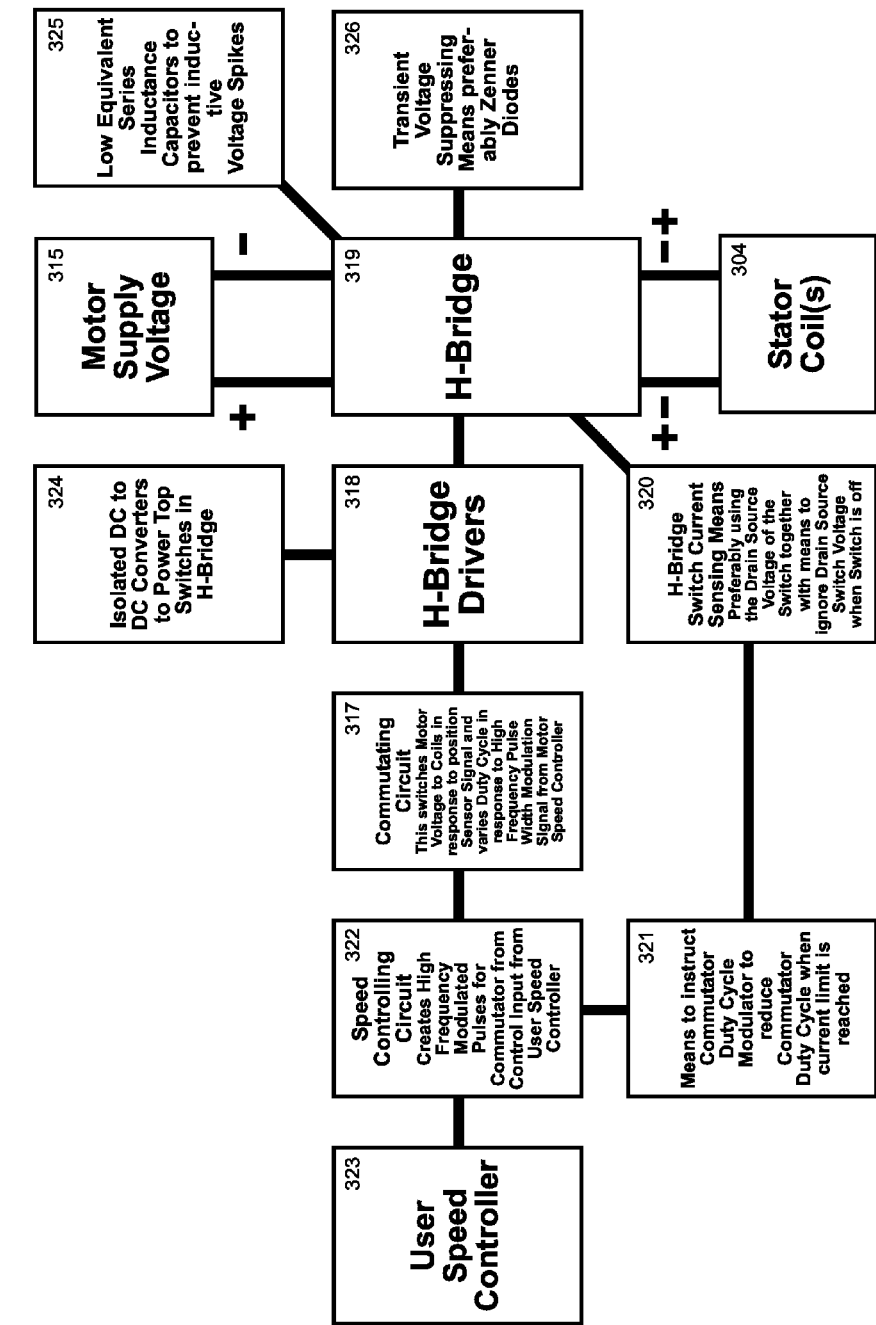 325
Low Equivalent
Series
Inductance
Capacitors to
prevent induc-
tive
Voltage Spikes
326
Transient
Voltage
Suppressing
Means prefer-
ably Zenner
Diodes
315
Motor
Supply
Voltage
-
+
319
H-Bridge
-+
+-
304
Stator
Coil(s)
324
Isolated DC to
DC Converters
to Power Top
Switches in
H-Bridge
318
H-Bridge
Drivers
320
H-Bridge
Switch Current
Sensing Means
Preferably using
the Drain Source
Voltage of the
Switch together
with means to
ignore Drain Source
Switch Voltage
when Switch is off
317
Commutating
Circuit
This switches Motor
Voltage to Coils in
response to position
Sensor Signal and
varies Duty Cycle in
response to High
Frequency Pulse
Width Modulation
Signal from Motor
Speed Controller
322
Speed
Controlling
Circuit
Creates High
Frequency
Modulated
Pulses for
Commutator from
Control Input from
User Speed
Controller
321
Means to instruct
Commutator
Duty Cycle
Modulator to
reduce
Commutator
Duty Cycle when
current limit is
reached
323
User
Speed
Controller